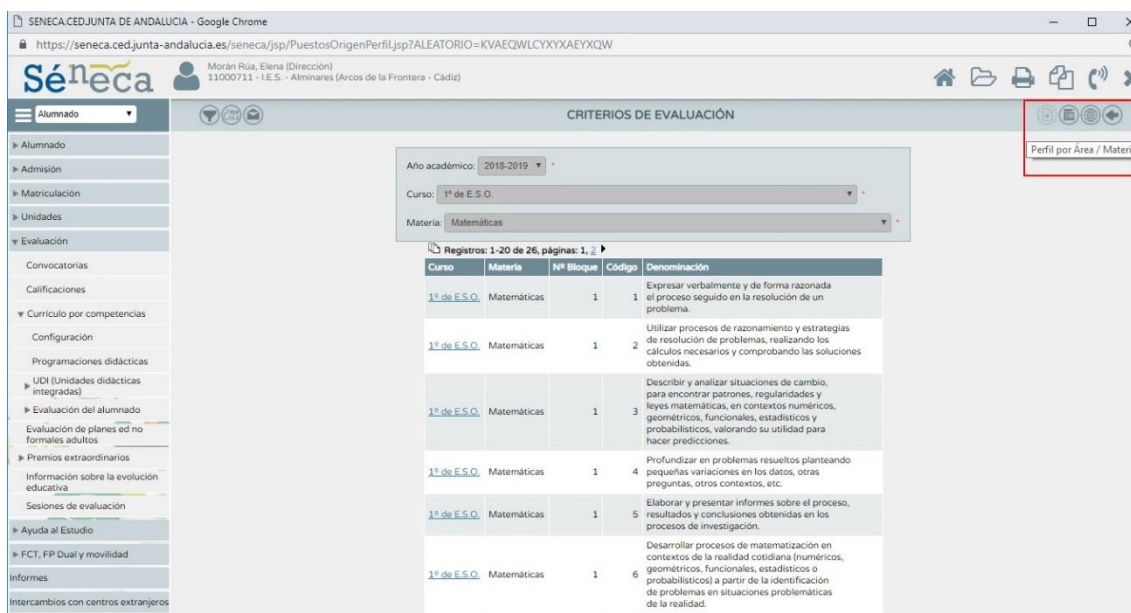 SENECA.CED.JUNTA DE ANDALUCIA - Google Chrome
https://seneca.ced.junta-andalucia.es/seneca/jsp/PuestosOrigenPerfil.jsp?ALEATORIO=KVAEQWLCYXYXAEYXQW
Séneca
Morán Rúa, Elena (Dirección)
11000711 - I.E.S. - Alminares (Arcos de la Frontera - Cádiz)
Alumnado
CRITERIOS DE EVALUACIÓN
Perfil por Área / Materi
Alumnado
Admisión
Matriculación
Unidades
Evaluación
Convocatorias
Calificaciones
Currículo por competencias
Configuración
Programaciones didácticas
UDI (Unidades didácticas
integradas)
Evaluación del alumnado
Evaluación de planes ed no
formales adultos
Premios extraordinarios
Información sobre la evolución
educativa
Sesiones de evaluación
Ayuda al Estudio
FCT, FP Dual y movilidad
Informes
Intercambios con centros extranjeros
Año académico: 2018-2019 *
Curso: 1º de E.S.O. *
Materia: Matemáticas *
Registros: 1-20 de 26, páginas: 1, 2
Curso Materia Nº Bloque Código Denominación
1º de E.S.O. Matemáticas 1 1 Expresar verbalmente y de forma razonada
el proceso seguido en la resolución de un
problema.
1º de E.S.O. Matemáticas 1 2 Utilizar procesos de razonamiento y estrategias
de resolución de problemas, realizando los
cálculos necesarios y comprobando las soluciones
obtenidas.
1º de E.S.O. Matemáticas 1 3 Describir y analizar situaciones de cambio,
para encontrar patrones, regularidades y
leyes matemáticas, en contextos numéricos,
geométricos, funcionales, estadísticos y
probabilísticos, valorando su utilidad para
hacer predicciones.
1º de E.S.O. Matemáticas 1 4 Profundizar en problemas resueltos planteando
pequeñas variaciones en los datos, otras
preguntas, otros contextos, etc.
1º de E.S.O. Matemáticas 1 5 Elaborar y presentar informes sobre el proceso,
resultados y conclusiones obtenidas en los
procesos de investigación.
1º de E.S.O. Matemáticas 1 6 Desarrollar procesos de matematización en
contextos de la realidad cotidiana (numéricos,
geométricos, funcionales, estadísticos o
probabilísticos) a partir de la identificación
de problemas en situaciones problemáticas
de la realidad.